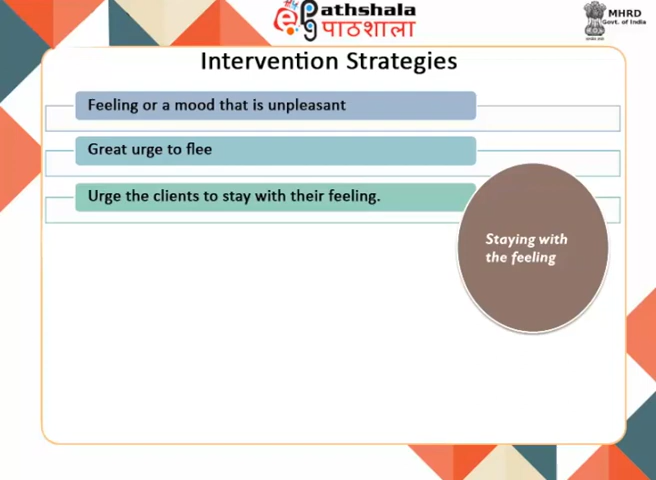 Pathshala
पाठशाला
MHRD
Govt. of India
Intervention Strategies
Feeling or a mood that is unpleasant
Great urge to flee
Urge the clients to stay with their feeling.
Staying with
the feeling